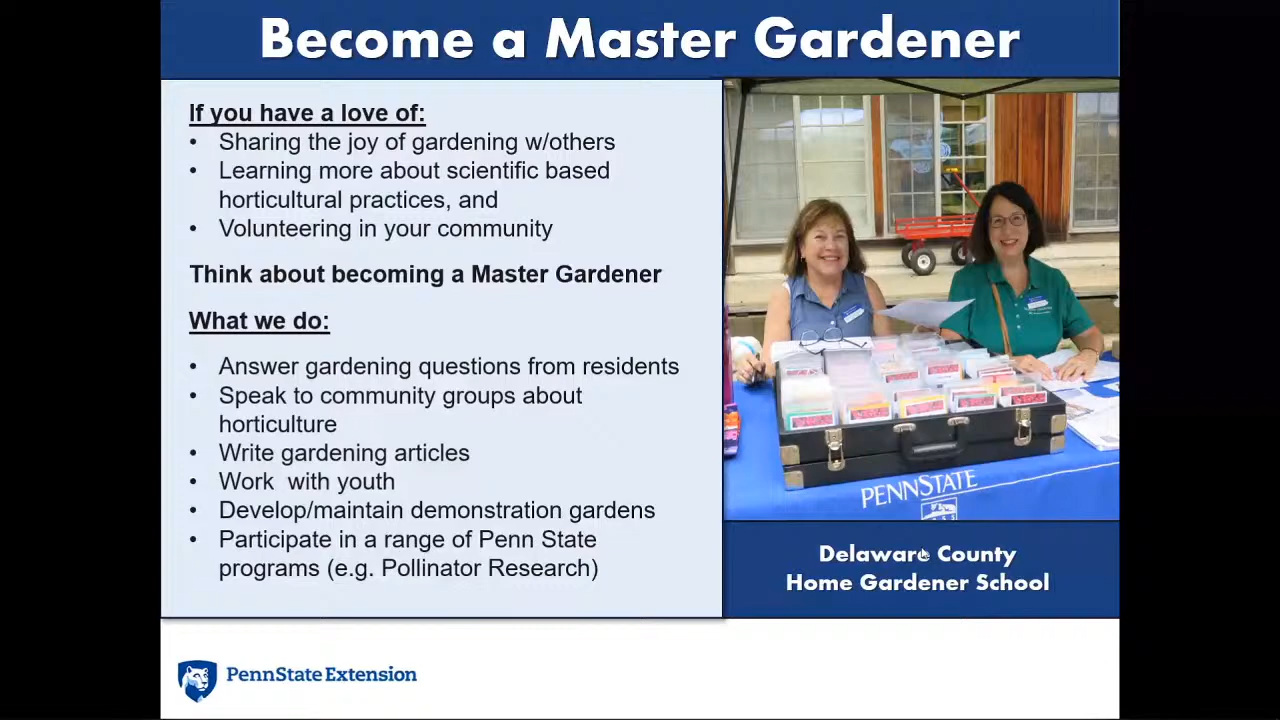 Become a Master Gardener
If you have a love of:
• Sharing the joy of gardening w/others
• Learning more about scientific based
horticultural practices, and
• Volunteering in your community
Think about becoming a Master Gardener
What we do:
• Answer gardening questions from residents
• Speak to community groups about
horticulture
• Write gardening articles
• Work  with youth
• Develop/maintain demonstration gardens
• Participate in a range of Penn State
programs (e.g. Pollinator Research)
PENNSTATE
Delaware County
Home Gardener School
PennState Extension